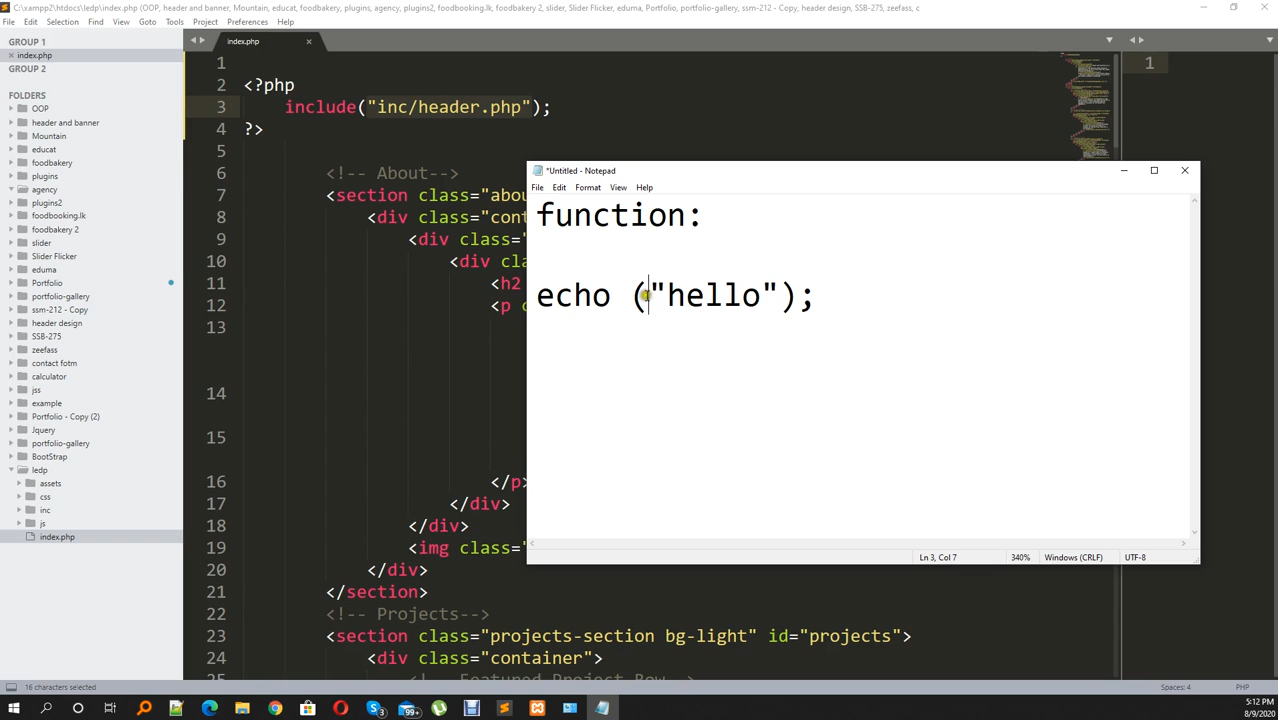 C:\xampp2\htdocs\ledp\index.php (OOP, header and banner, Mountain, educat, foodbakery, plugins, agency, plugins2, foodbooking.lk, foodbakery 2, slider, Slider Flicker, eduma, Portfolio, portfolio-gallery, ssm-212 - Copy, header design, SSB-275, zeefass, c
File Edit Selection Find View Goto Tools Project Preferences Help
GROUP 1
index.php
GROUP 2
FOLDERS
OOP
header and banner
Mountain
educat
foodbakery
plugins
agency
plugins2
foodbooking.lk
foodbakery 2
slider
Slider Flicker
eduma
Portfolio
portfolio-gallery
ssm-212 - Copy
header design
SSB-275
zeefass
contact fotm
calculator
jss
example
Portfolio - Copy (2)
Jquery
portfolio-gallery
BootStrap
ledp
assets
css
inc
js
index.php
index.php
1
2 <?php
3 include("inc/header.php");
4 ?>
5
6 <!-- About-->
7 <section class="abou
8 <div class="cont
9 <div class="
10 <div cla
11 <h2
12 <p c
13
14
15
16 </p>
17 </div>
18 </div>
19 <img class="
20 </div>
21 </section>
22 <!-- Projects-->
23 <section class="projects-section bg-light" id="projects">
24 <div class="container">
25 <!-- Featured Project Row-->
1
*Untitled - Notepad
File Edit Format View Help
function:
echo ("hello");
Ln 3, Col 7 340% Windows (CRLF) UTF-8
16 characters selected
Spaces: 4 PHP
3
99+
5:12 PM
8/9/2020